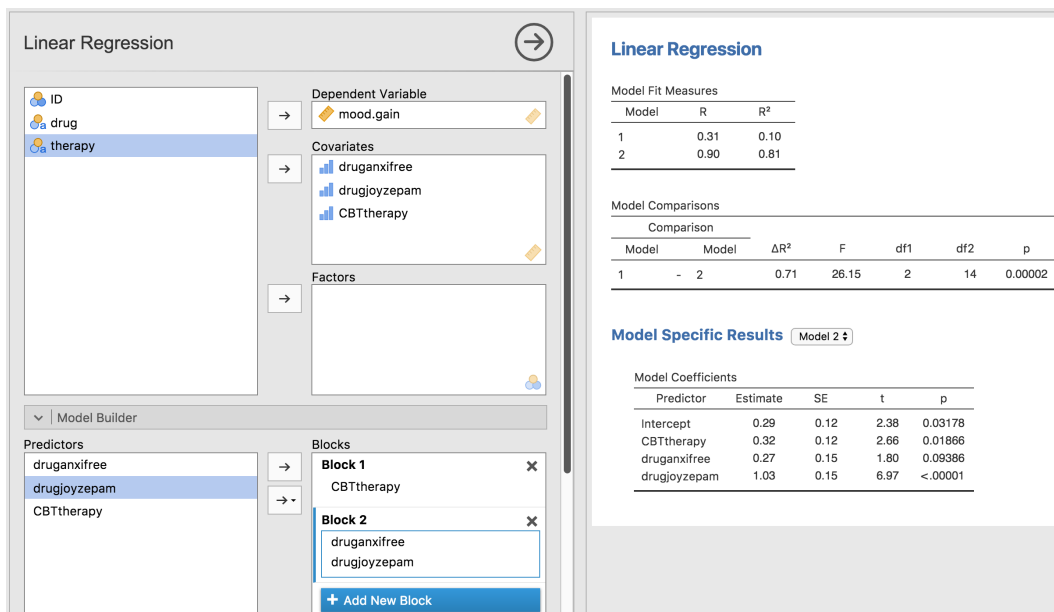 Linear Regression
ID
drug
therapy
Dependent Variable
mood.gain
Covariates
druganxifree
drugjoyzepam
CBTtherapy
Factors
Model Builder
Predictors
druganxifree
drugjoyzepam
CBTtherapy
Blocks
Block 1
CBTtherapy
Block 2
druganxifree
drugjoyzepam
+ Add New Block
Linear Regression
Model Fit Measures
Model R R²
1 0.31 0.10
2 0.90 0.81
Model Comparisons
Comparison
Model Model ΔR² F df1 df2 p
1 - 2 0.71 26.15 2 14 0.00002
Model Specific Results Model 2
Model Coefficients
Predictor Estimate SE t p
Intercept 0.29 0.12 2.38 0.03178
CBTtherapy 0.32 0.12 2.66 0.01866
druganxifree 0.27 0.15 1.80 0.09386
drugjoyzepam 1.03 0.15 6.97 <.00001